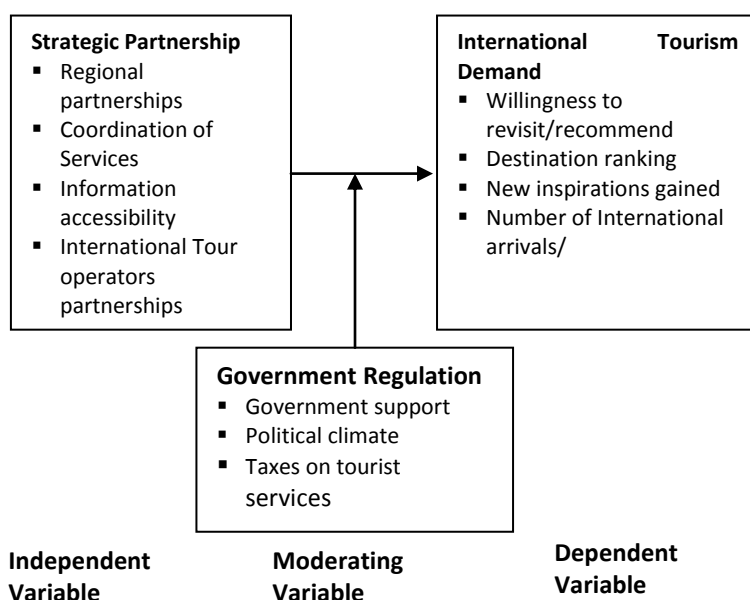 Strategic Partnership
▪ Regional
partnerships
▪ Coordination of
Services
▪ Information
accessibility
▪ International Tour
operators
partnerships
International Tourism
Demand
▪ Willingness to
revisit/recommend
▪ Destination ranking
▪ New inspirations gained
▪ Number of International
arrivals/
Government Regulation
▪ Government support
▪ Political climate
▪ Taxes on tourist
services
Independent
Variable
Moderating
Variable
Dependent
Variable